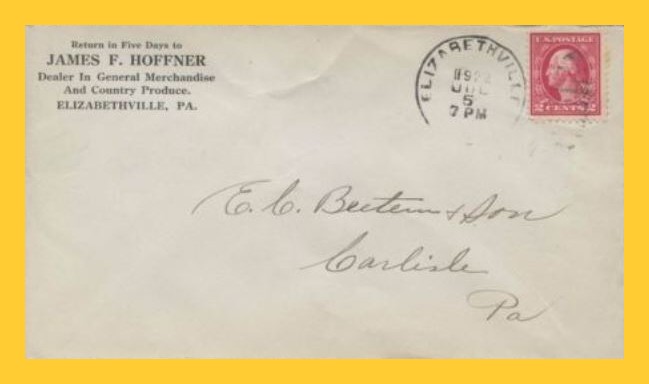 Return in Five Days to
JAMES F. HOFFNER
Dealer In General Merchandise
And Country Produce.
ELIZABETHVILLE, PA.
ELIZABETHVILLE
JUL
5
7 PM
U.S. POSTAGE
2 CENTS 2
E. C. Beetem & Son
Carlisle
Pa